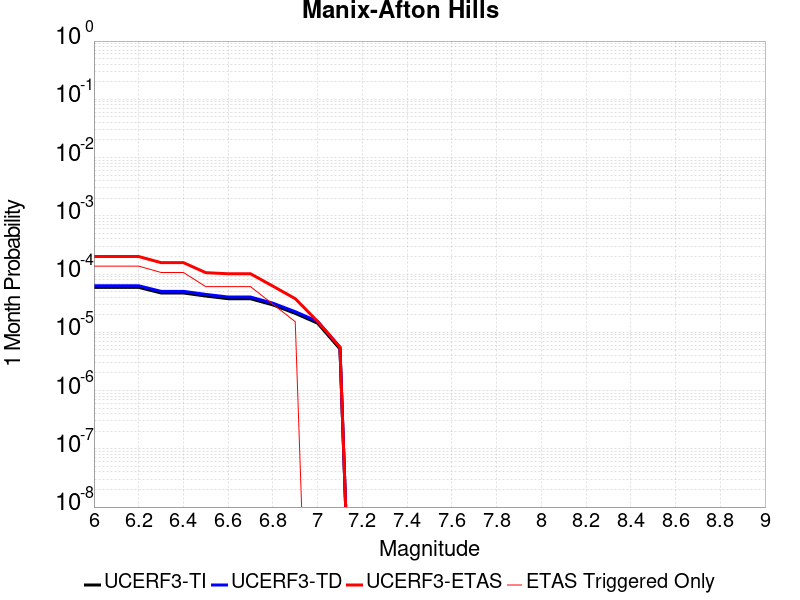 Manix-Afton Hills
1 Month Probability
10^0
10^-1
10^-2
10^-3
10^-4
10^-5
10^-6
10^-7
10^-8
6 6.2 6.4 6.6 6.8 7 7.2 7.4 7.6 7.8 8 8.2 8.4 8.6 8.8 9
Magnitude
UCERF3-TI UCERF3-TD UCERF3-ETAS ETAS Triggered Only